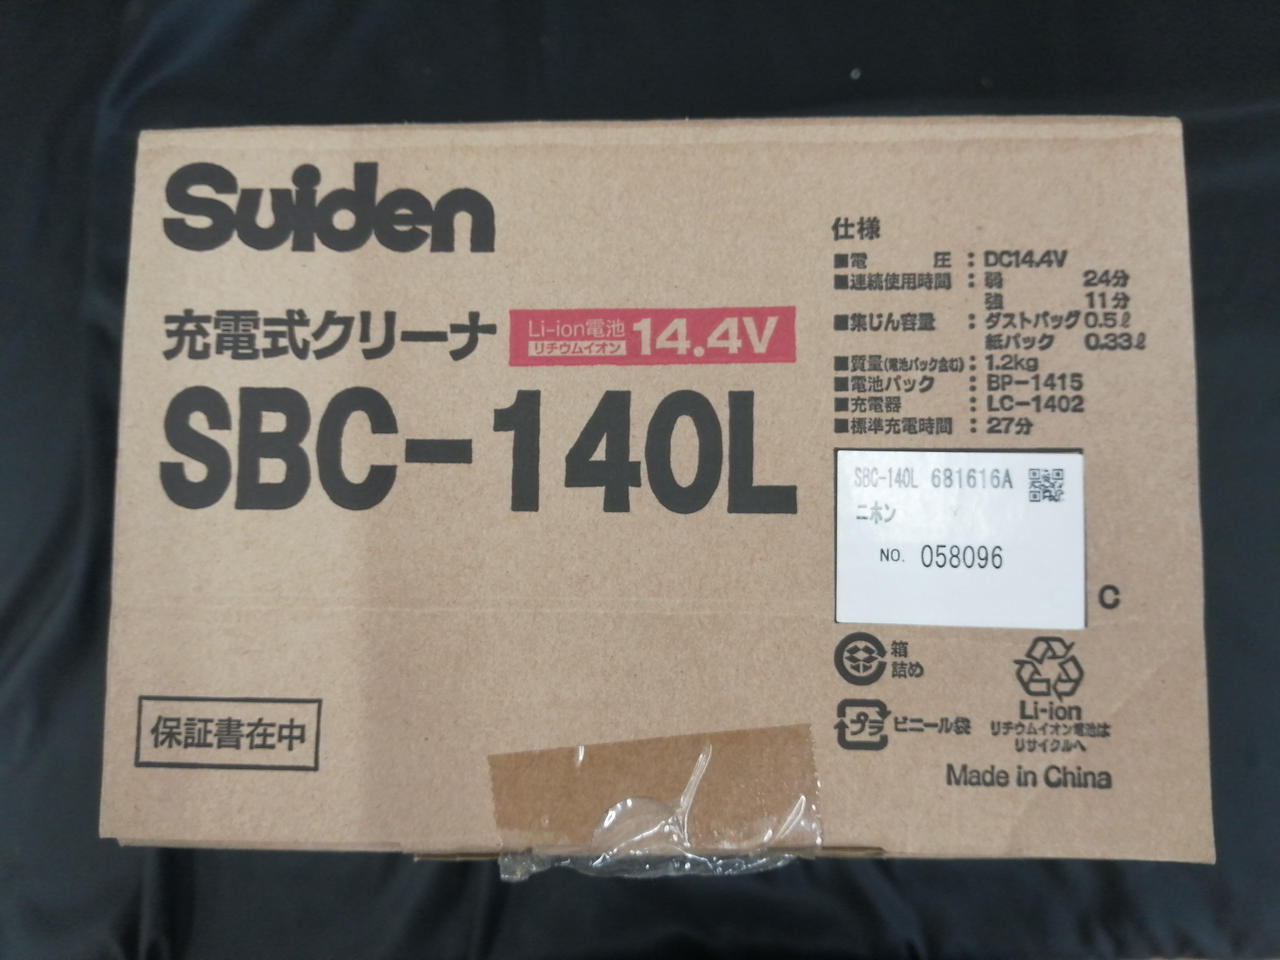 Suiden
充電式クリーナ
Li-ion電池
リチウムイオン
14.4V
SBC-140L
保証書在中
仕様
■電圧：DC14.4V
■連続使用時間：弱 24分
強 11分
■集じん容量：ダストバッグ 0.5ℓ
紙パック 0.33ℓ
■質量(電池パック含む)：1.2kg
■電池パック：BP-1415
■充電器：LC-1402
■標準充電時間：27分
SBC-140L 681616A
ニホン
NO. 058096
C
箱
詰め
プラ
ビニール袋
Li-ion
リチウムイオン電池は
リサイクルへ
Made in China